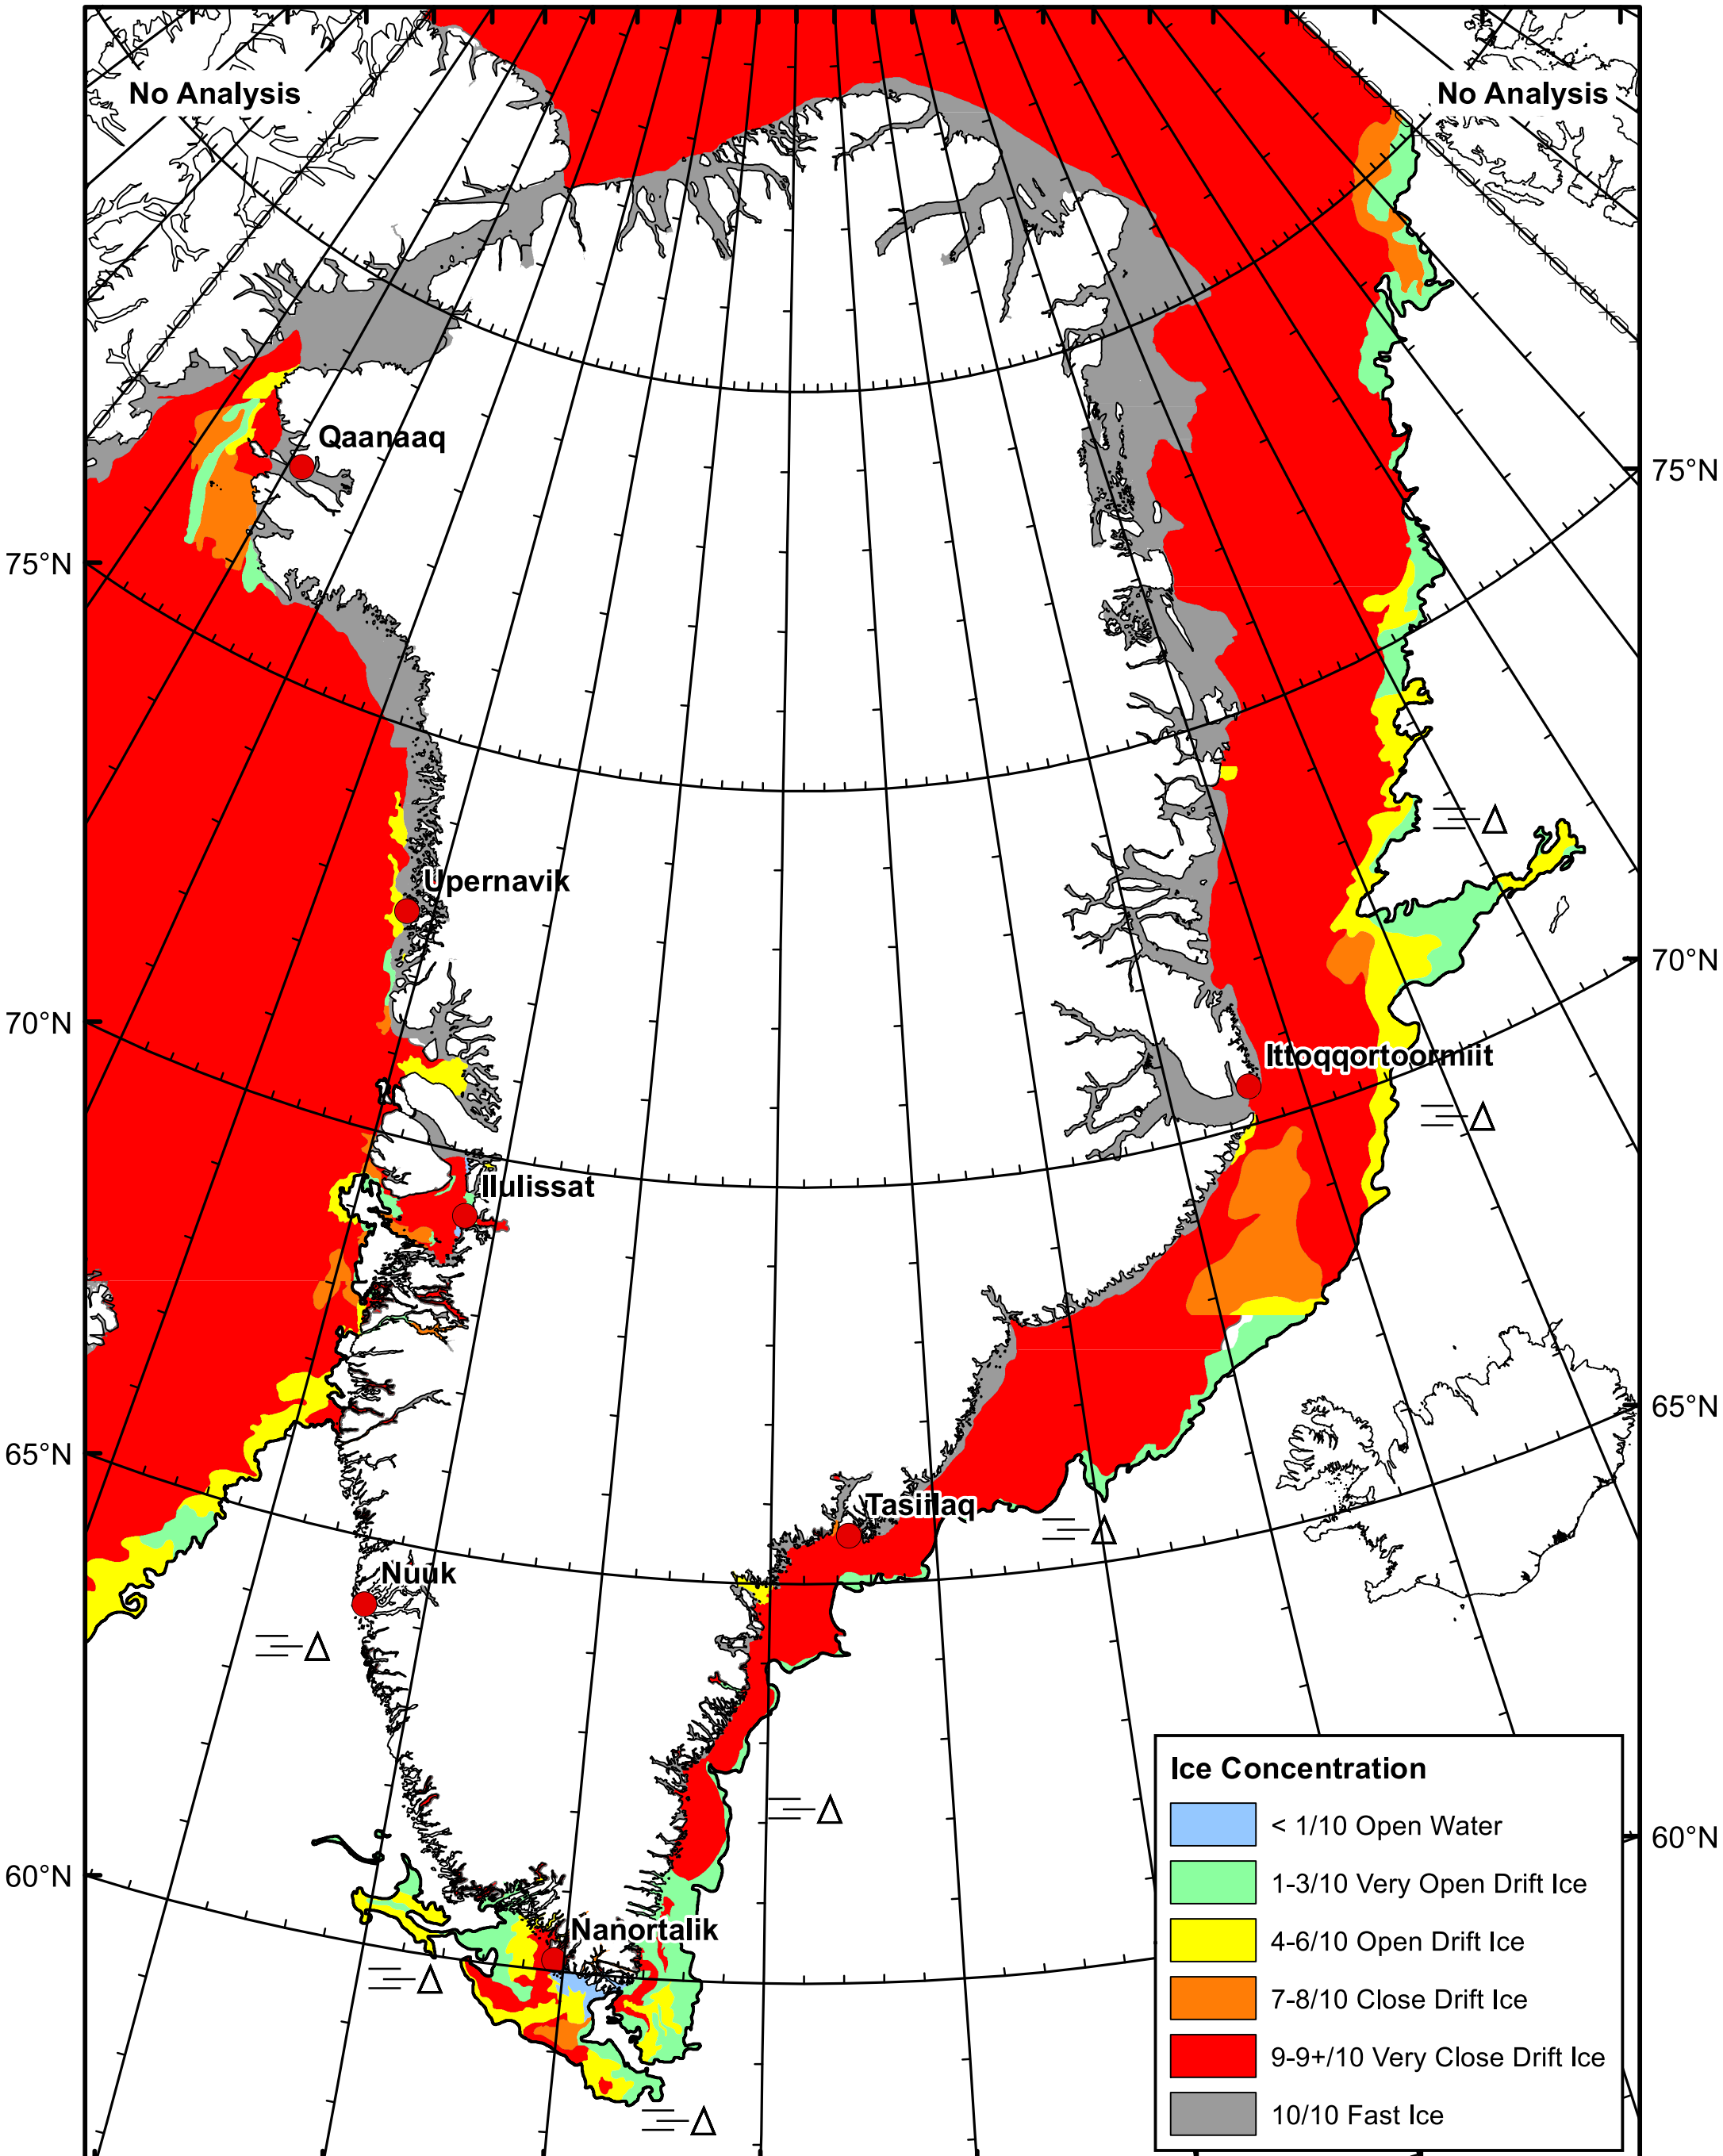 No Analysis
No Analysis
Qaanaaq
75°N
75°N
Upernavik
70°N
70°N
Ittoqqortoormiit
Ilulissat
65°N
65°N
Tasiilaq
Nuuk
60°N
60°N
Nanortalik
Ice Concentration
< 1/10 Open Water
1-3/10 Very Open Drift Ice
4-6/10 Open Drift Ice
7-8/10 Close Drift Ice
9-9+/10 Very Close Drift Ice
10/10 Fast Ice